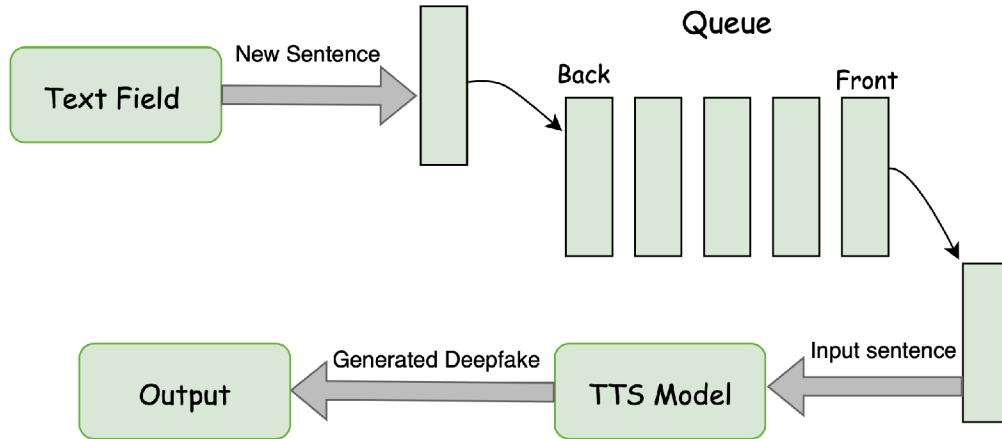 Queue
New Sentence
Text Field
Back
Front
Input sentence
Generated Deepfake
TTS Model
Output